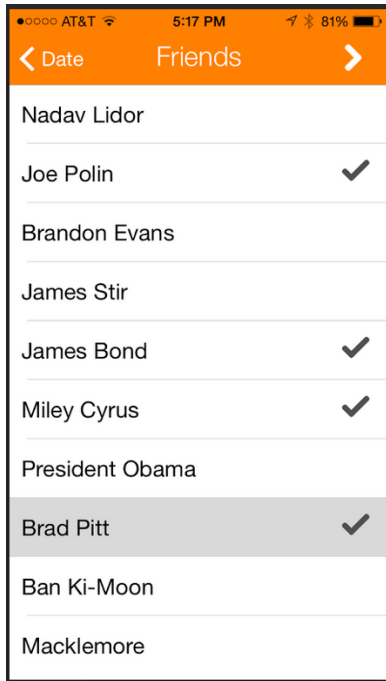 AT&T 5:17 PM 81%
Date Friends
Nadav Lidor
Joe Polin
Brandon Evans
James Stir
James Bond
Miley Cyrus
President Obama
Brad Pitt
Ban Ki-Moon
Macklemore